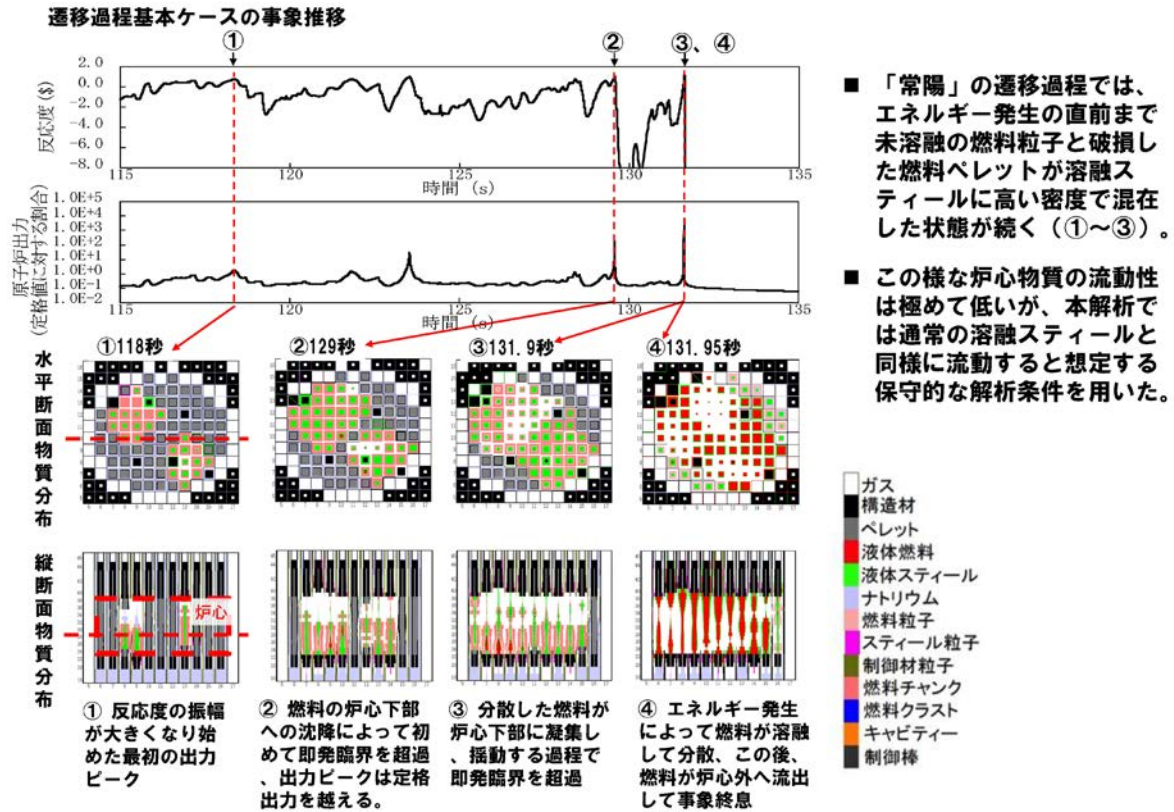 遷移過程基本ケースの事象推移
①
②
③、④
反応度($)
2.0
0.0
-2.0
-4.0
-6.0
-8.0
115
120
125
130
135
時間 (s)
原子炉出力
(定格値に対する割合)
1.0E+5
1.0E+4
1.0E+3
1.0E+2
1.0E+1
1.0E+0
1.0E-1
1.0E-2
115
120
125
130
135
時間 (s)
■ 「常陽」の遷移過程では、
エネルギー発生の直前まで
未溶融の燃料粒子と破損し
た燃料ペレットが溶融ス
ティールに高い密度で混在
した状態が続く（①～③）。
■ この様な炉心物質の流動性
は極めて低いが、本解析で
は通常の溶融スティールと
同様に流動すると想定する
保守的な解析条件を用いた。
水平断面物質分布
①118秒
②129秒
③131.9秒
④131.95秒
縦断面物質分布
炉心
① 反応度の振幅
が大きくなり始
めた最初の出力
ピーク
② 燃料の炉心下部
への沈降によって初
めて即発臨界を超過
、出力ピークは定格
出力を越える。
③ 分散した燃料が
炉心下部に凝集
し、揺動する過程で
即発臨界を超過
④ エネルギー発生
によって燃料が溶融
して分散、この後、
燃料が炉心外へ流出
して事象終息
ガス
構造材
ペレット
液体燃料
液体スティール
ナトリウム
燃料粒子
スティール粒子
制御材粒子
燃料チャンク
燃料クラスト
キャビティー
制御棒